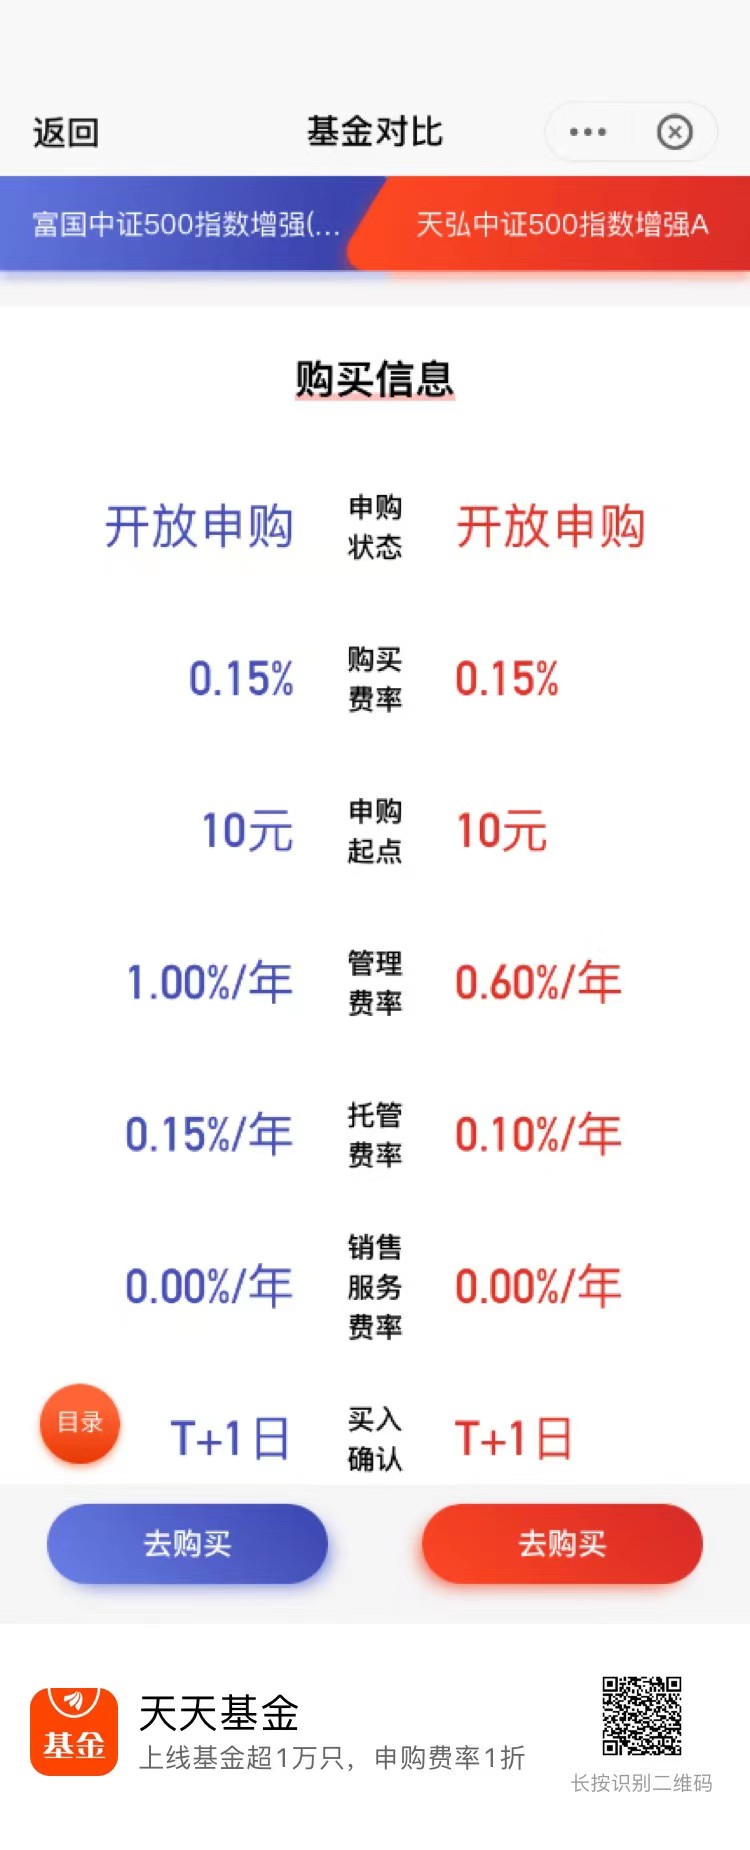 返回
基金对比
富国中证500指数增强(...
天弘中证500指数增强A
购买信息
开放申购
申购
状态
开放申购
0.15%
购买
费率
0.15%
10元
申购
起点
10元
1.00%/年
管理
费率
0.60%/年
0.15%/年
托管
费率
0.10%/年
0.00%/年
销售
服务
费率
0.00%/年
目录
T+1日
买入
确认
T+1日
去购买
去购买
基金
天天基金
上线基金超1万只，申购费率1折
长按识别二维码